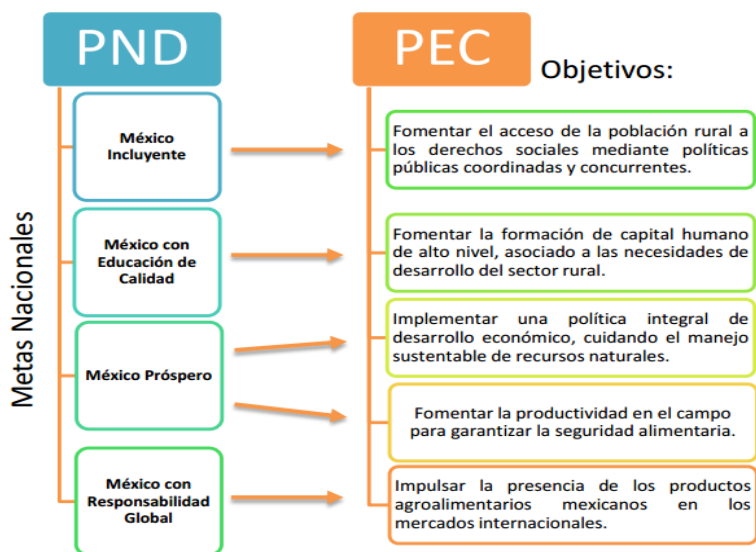 PND
PEC
Objetivos:
Metas Nacionales
México
Incluyente
Fomentar el acceso de la población rural a
los derechos sociales mediante políticas
públicas coordinadas y concurrentes.
México con
Educación de
Calidad
Fomentar la formación de capital humano
de alto nivel, asociado a las necesidades de
desarrollo del sector rural.
México Próspero
Implementar una política integral de
desarrollo económico, cuidando el manejo
sustentable de recursos naturales.
Fomentar la productividad en el campo
para garantizar la seguridad alimentaria.
México con
Responsabilidad
Global
Impulsar la presencia de los productos
agroalimentarios mexicanos en los
mercados internacionales.